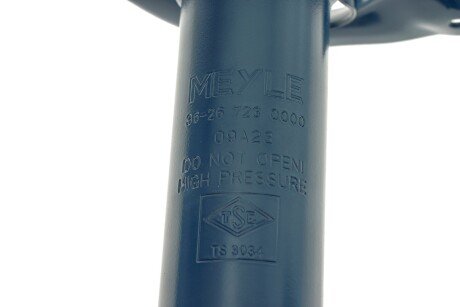 MEYLE
36-26 723 0000
09A23
DO NOT OPEN!
HIGH PRESSURE
TSE
TS 3034